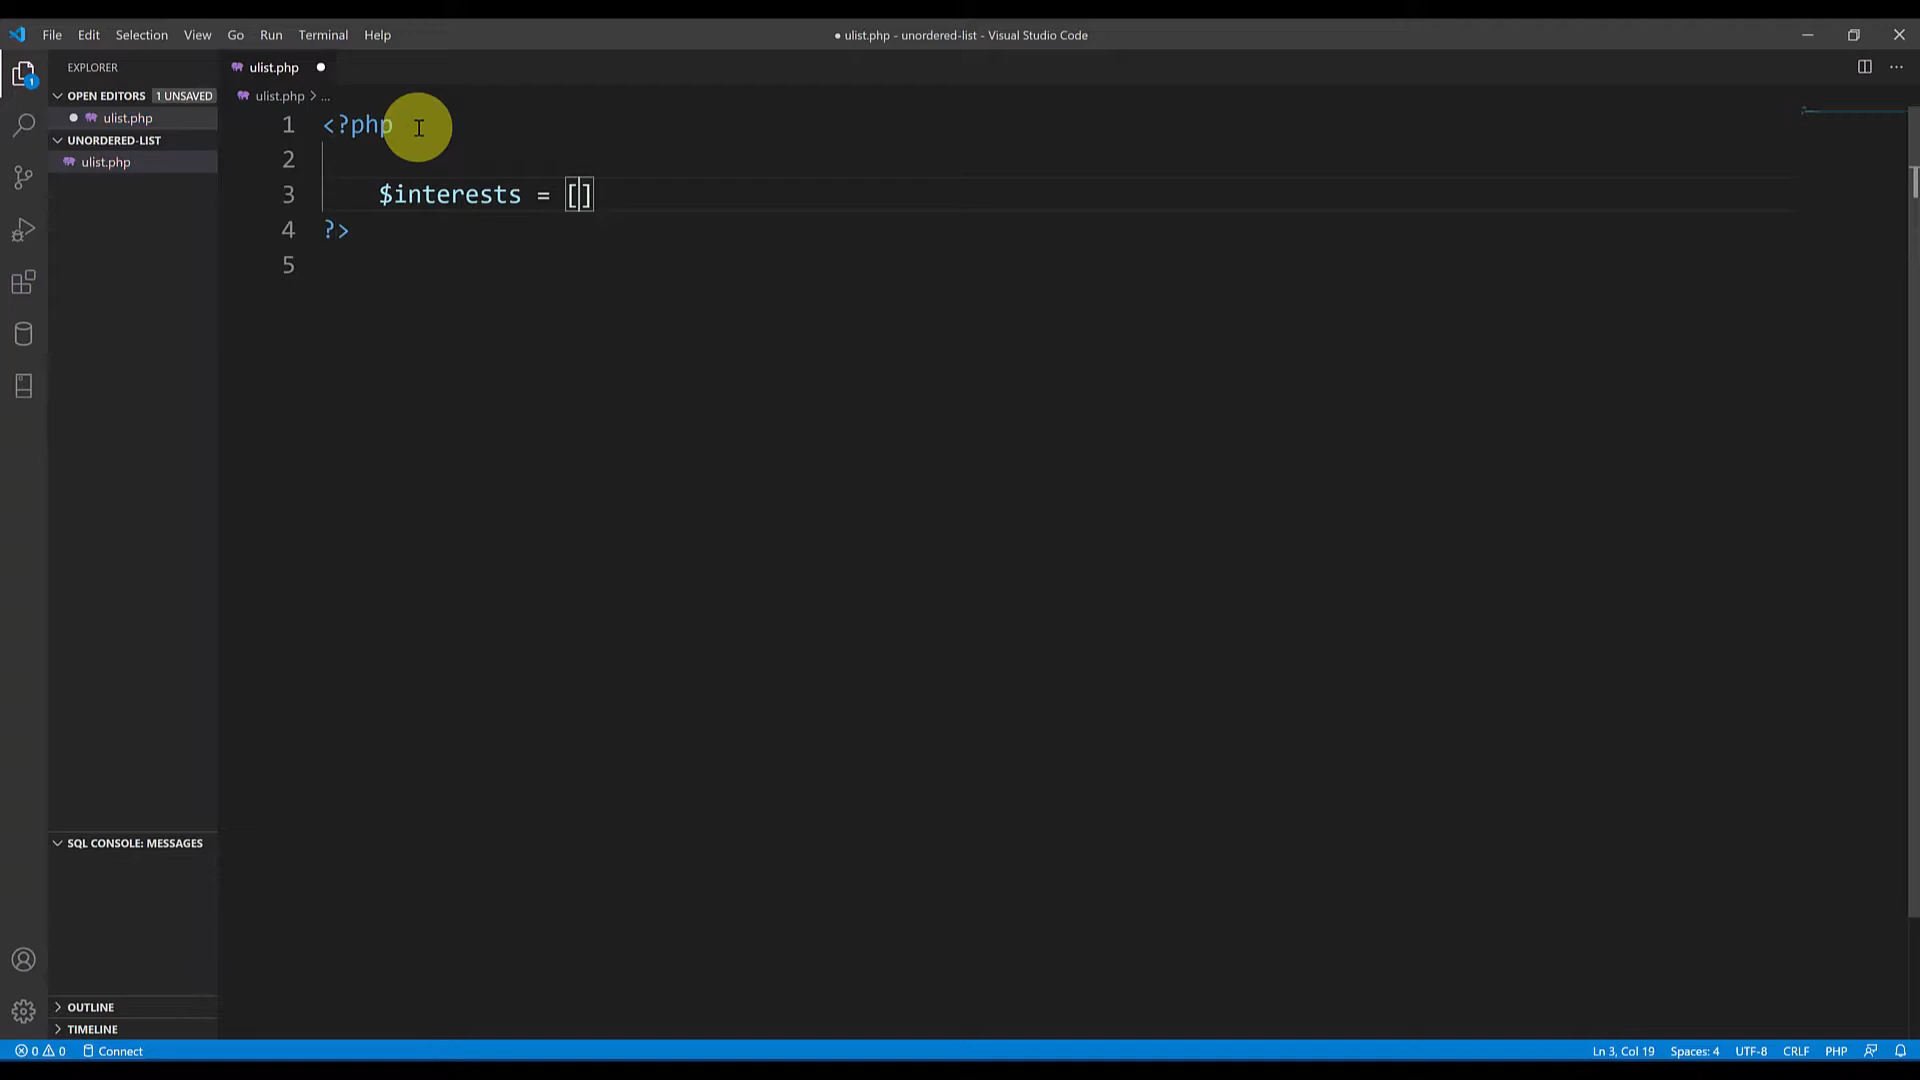 File Edit Selection View Go Run Terminal Help
● ulist.php - unordered-list - Visual Studio Code
EXPLORER
OPEN EDITORS 1 UNSAVED
ulist.php
UNORDERED-LIST
ulist.php
SQL CONSOLE: MESSAGES
OUTLINE
TIMELINE
ulist.php
ulist.php > ...
1 <?php
2
3 $interests = []
4 ?>
5
1
0 0 Connect
Ln 3, Col 19 Spaces: 4 UTF-8 CRLF PHP